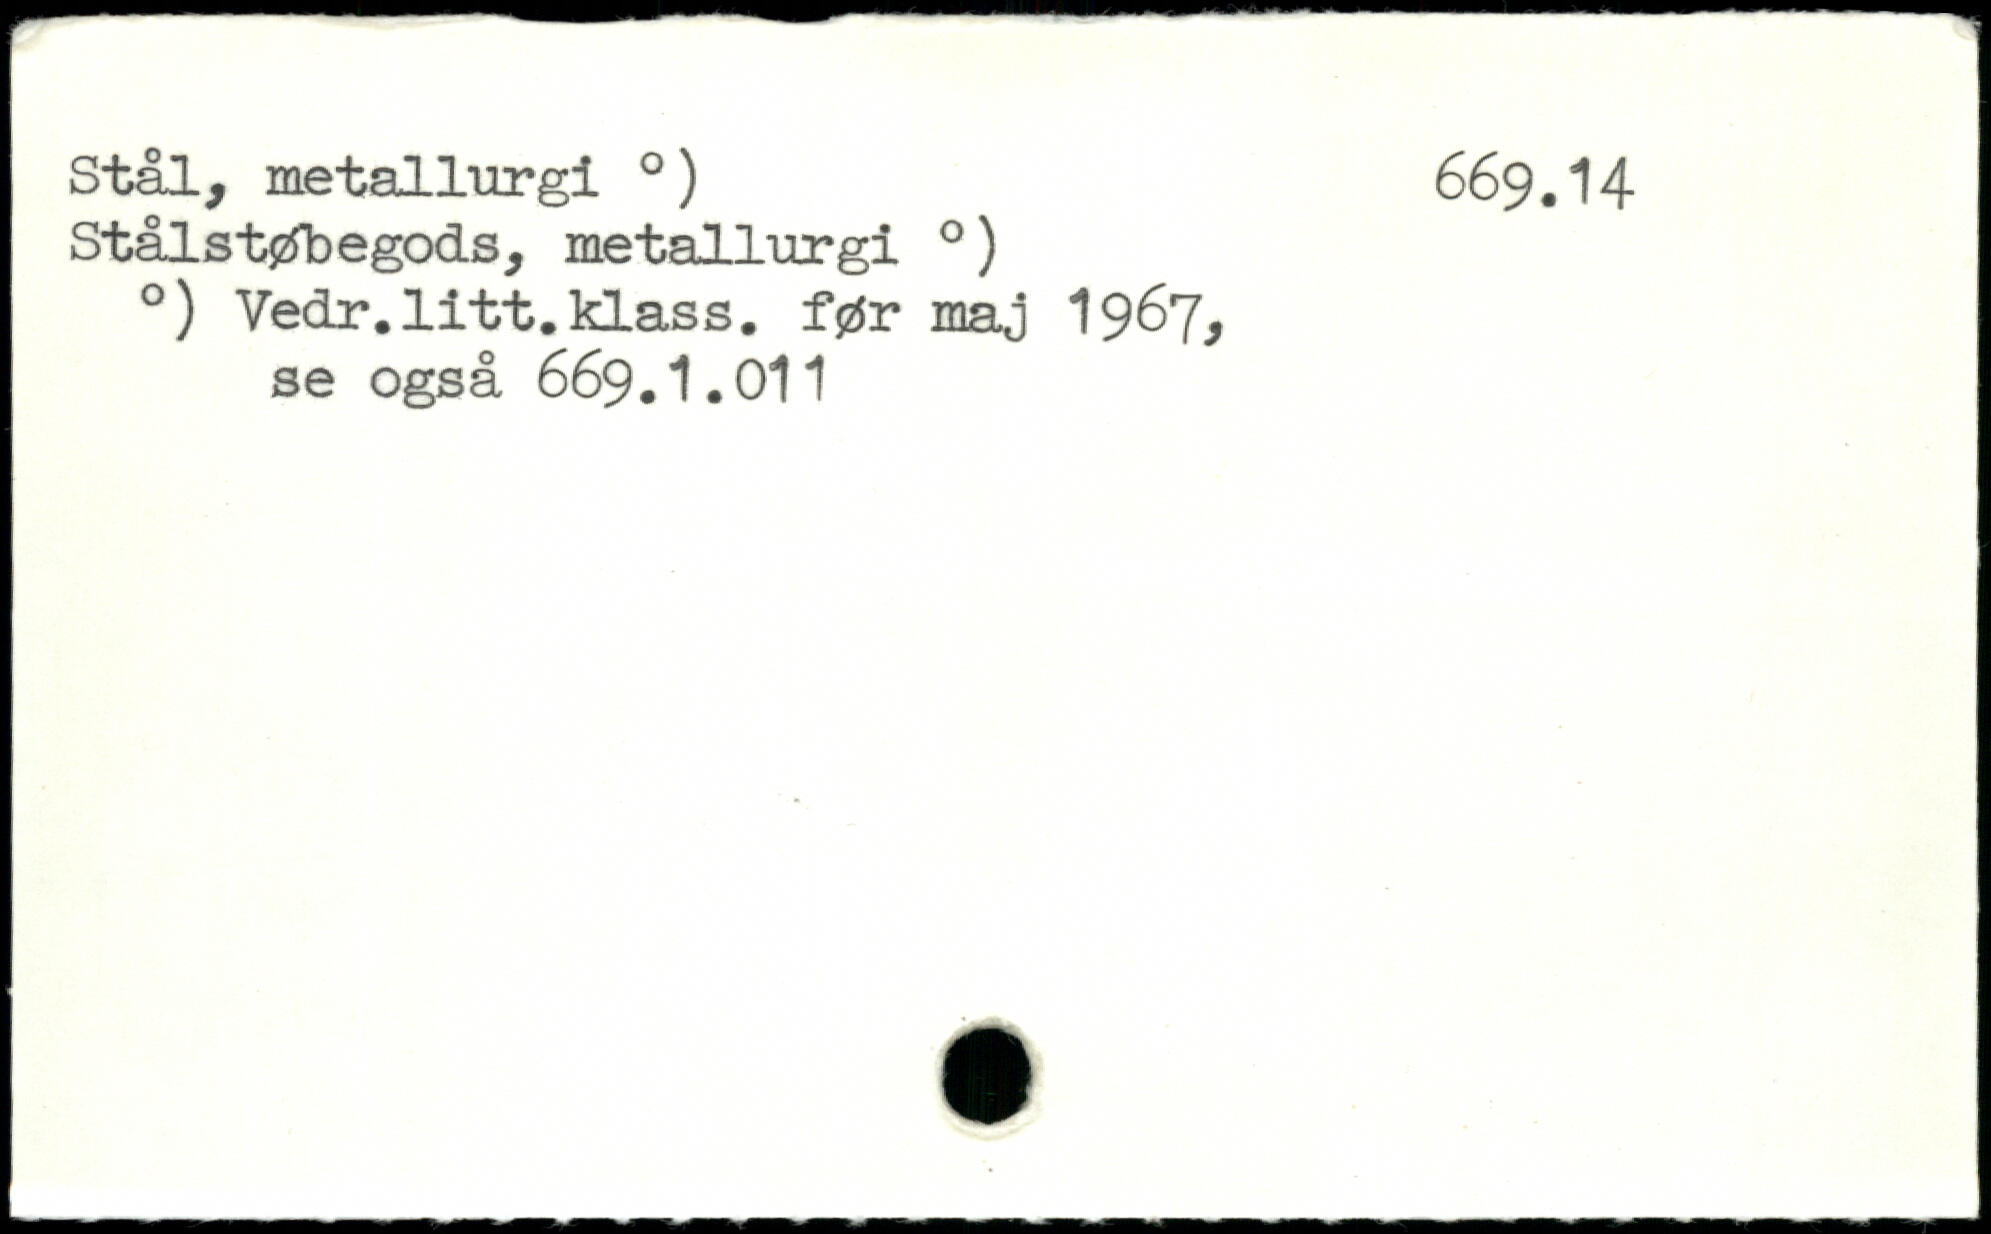 Stål, metallurgi °) 669.14
Stålstøbegods, metallurgi °)
°) Vedr.litt.klass. før maj 1967,
se også 669.1.011